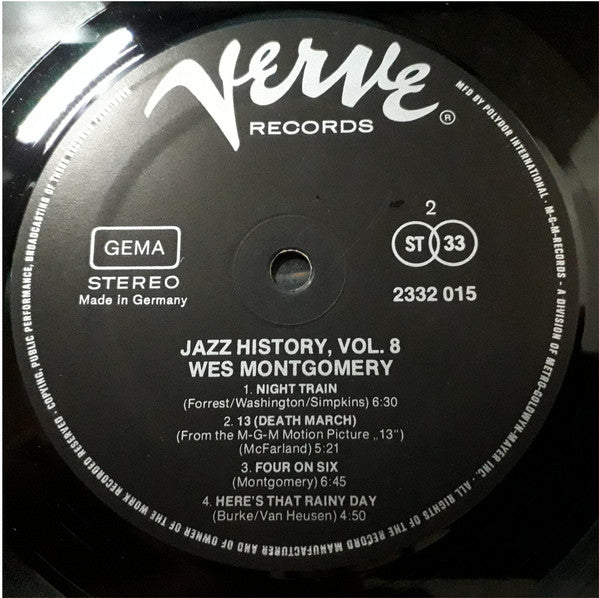 Verve
RECORDS
®
GEMA
STEREO
Made in Germany
2
ST 33
2332 015
JAZZ HISTORY, VOL. 8
WES MONTGOMERY
1. NIGHT TRAIN
(Forrest/Washington/Simpkins) 6:30
2. 13 (DEATH MARCH)
(From the M-G-M Motion Picture „13")
(McFarland) 5:21
3. FOUR ON SIX
(Montgomery) 6:45
4. HERE'S THAT RAINY DAY
(Burke/Van Heusen) 4:50
MFD BY POLYDOR INTERNATIONAL · M-G-M-RECORDS - A DIVISION OF METRO-GOLDWYN-MAYER INC. · ALL RIGHTS OF THE RECORD MANUFACTURER AND OF OWNER OF THE WORK RECORDED RESERVED · COPYING, PUBLIC PERFORMANCE, BROADCASTING OF THESE